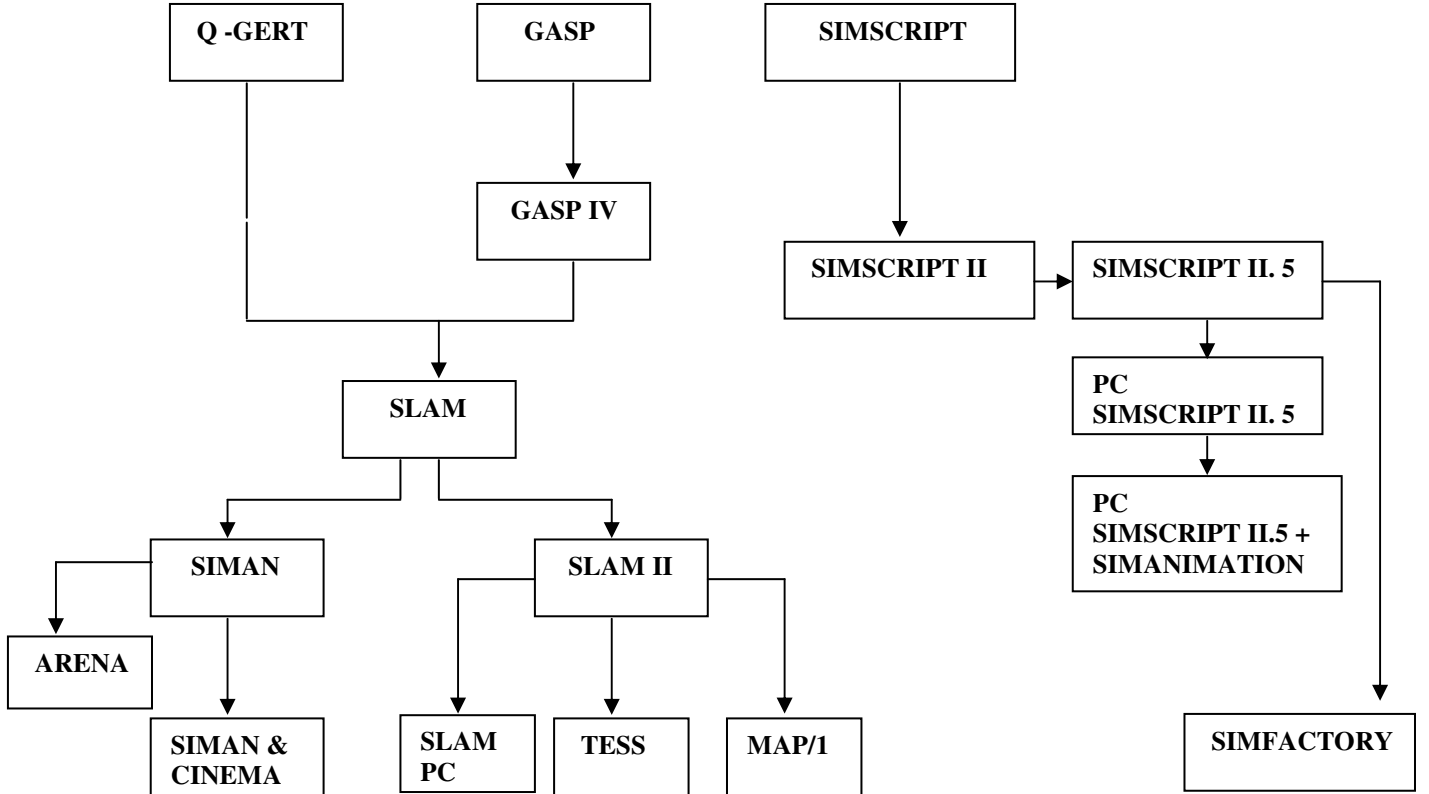 Q -GERT
GASP
SIMSCRIPT
GASP IV
SIMSCRIPT II
SIMSCRIPT II. 5
PC
SIMSCRIPT II. 5
SLAM
PC
SIMSCRIPT II.5 +
SIMANIMATION
SIMAN
SLAM II
ARENA
SIMAN &
CINEMA
SLAM
PC
TESS
MAP/1
SIMFACTORY